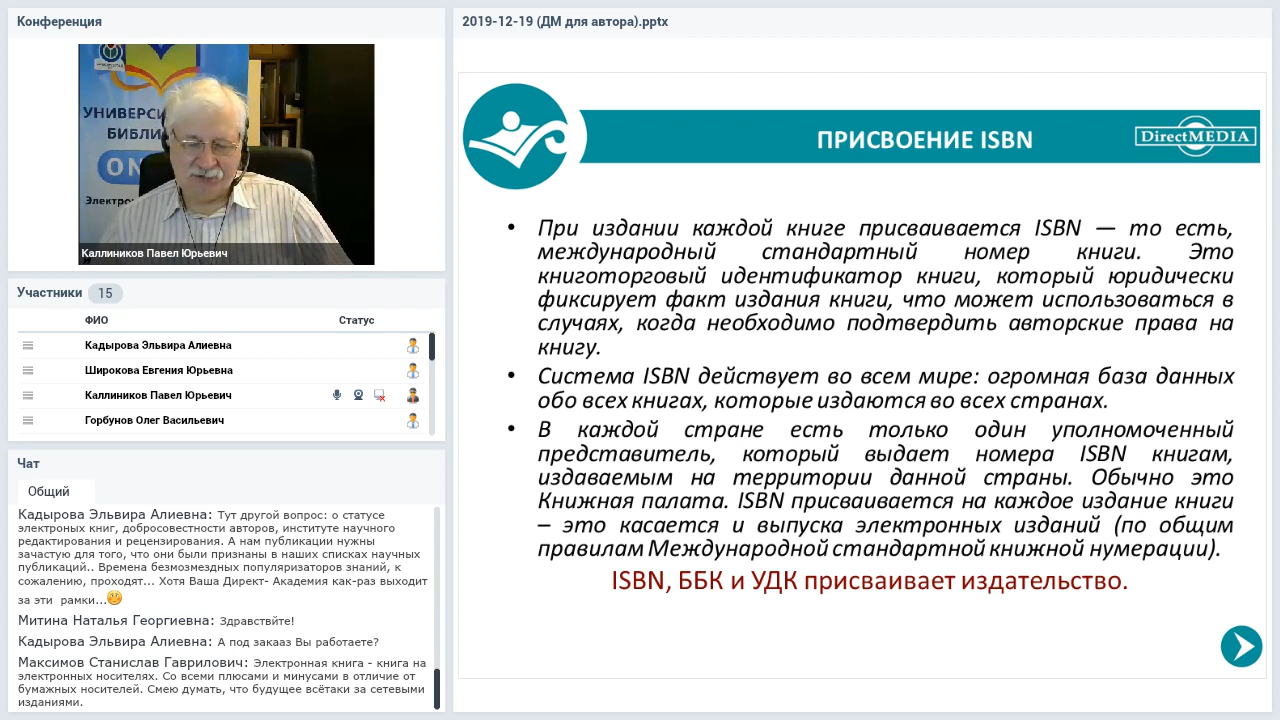 Конференция
УНИВЕРСИ
БИБЛИ
ON
Электро
Каллиников Павел Юрьевич
Участники 15
ФИО Статус
Кадырова Эльвира Алиевна
Широкова Евгения Юрьевна
Каллиников Павел Юрьевич
Горбунов Олег Васильевич
Чат
Общий
Кадырова Эльвира Алиевна: Тут другой вопрос: о статусе
электроных книг, добросовестности авторов, институте научного
редактирования и рецензирования. А нам публикации нужны
зачастую для того, что они были признаны в наших списках научных
публикаций.. Времена безмозмездных популяризаторов знаний, к
сожалению, проходят... Хотя Ваша Директ- Академия как-раз выходит
за эти рамки...
Митина Наталья Георгиевна: Здравствйте!
Кадырова Эльвира Алиевна: А под закааз Вы работаете?
Максимов Станислав Гаврилович: Электронная книга - книга на
электронных носителях. Со всеми плюсами и минусами в отличие от
бумажных носителей. Смею думать, что будущее всётаки за сетевыми
изданиями.
2019-12-19 (ДМ для автора).pptx
ПРИСВОЕНИЕ ISBN
DirectMEDIA
• При издании каждой книге присваивается ISBN — то есть,
международный стандартный номер книги. Это
книготорговый идентификатор книги, который юридически
фиксирует факт издания книги, что может использоваться в
случаях, когда необходимо подтвердить авторские права на
книгу.
• Система ISBN действует во всем мире: огромная база данных
обо всех книгах, которые издаются во всех странах.
• В каждой стране есть только один уполномоченный
представитель, который выдает номера ISBN книгам,
издаваемым на территории данной страны. Обычно это
Книжная палата. ISBN присваивается на каждое издание книги
– это касается и выпуска электронных изданий (по общим
правилам Международной стандартной книжной нумерации).
ISBN, ББК и УДК присваивает издательство.